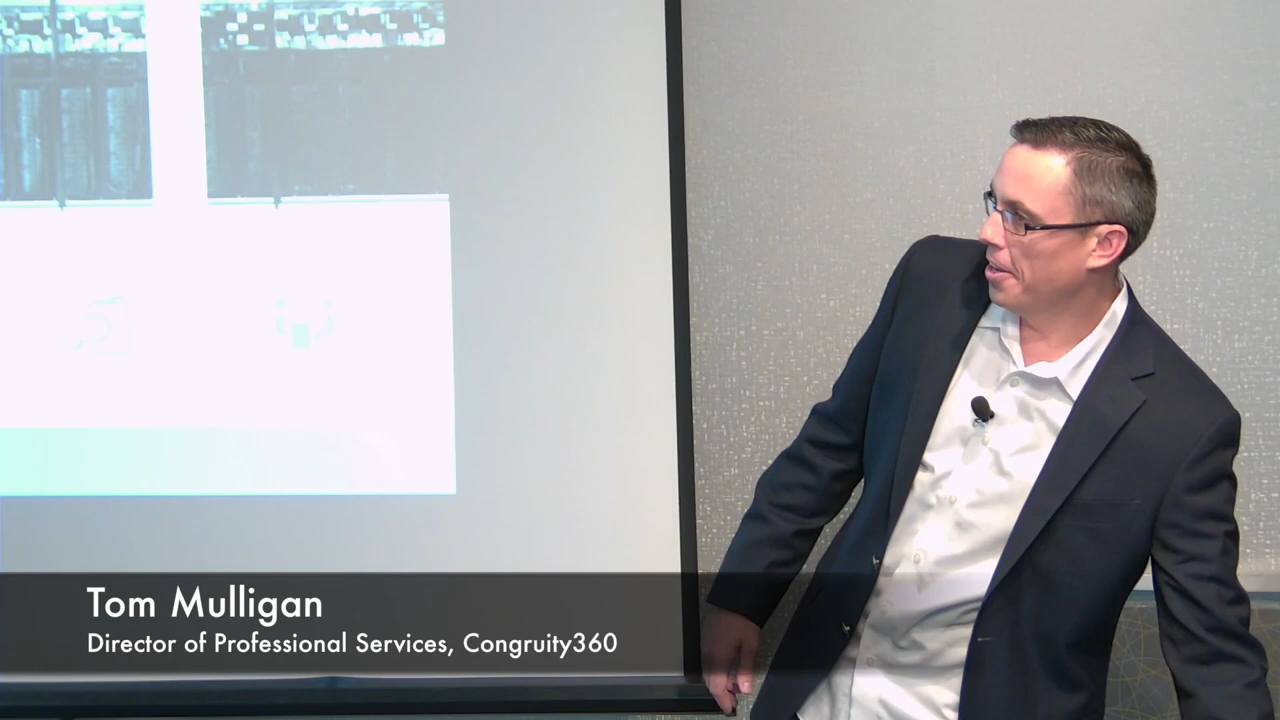 Tom Mulligan
Director of Professional Services, Congruity360